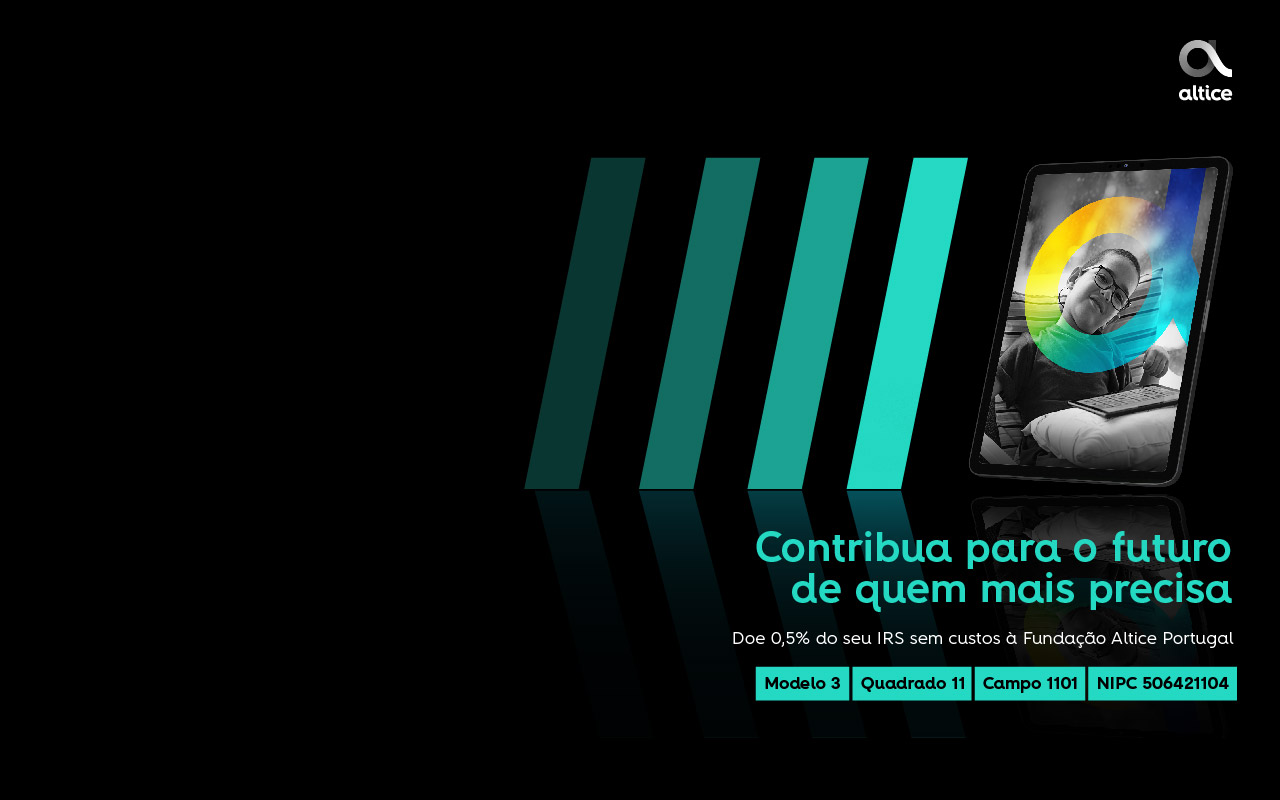 altice
Contribua para o futuro
de quem mais precisa
Doe 0,5% do seu IRS sem custos à Fundação Altice Portugal
Modelo 3 Quadrado 11 Campo 1101 NIPC 506421104